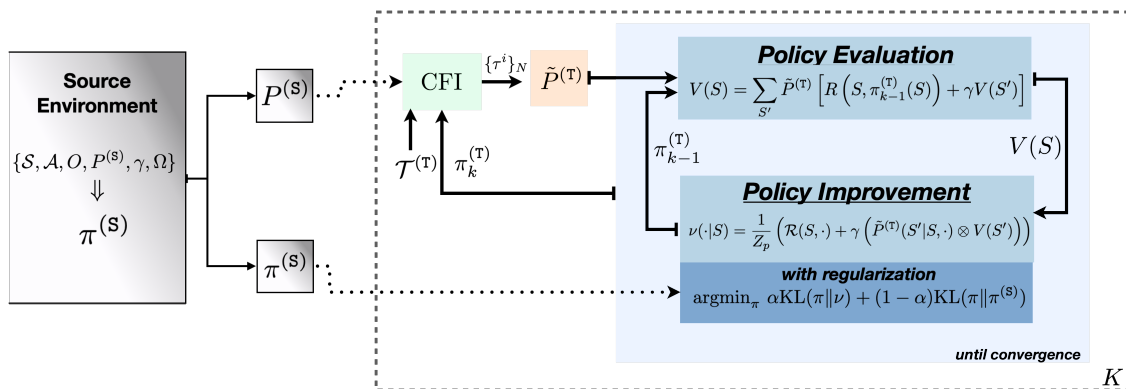 Source
Environment
{𝒮, 𝒜, O, P^(S), γ, Ω}
⇓
π^(S)
P^(S)
π^(S)
CFI
{τ^i}_N
P̃^(T)
𝒯^(T)
π_k^(T)
Policy Evaluation
V(S) = ∑_{S'} P̃^(T) [R (S, π_{k-1}^(T)(S)) + γV(S')]
π_{k-1}^(T)
V(S)
Policy Improvement
ν(·|S) = 1/Z_p (ℛ(S, ·) + γ (P̃^(T)(S'|S, ·) ⊗ V(S')))
with regularization
argmin_π αKL(π‖ν) + (1 − α)KL(π‖π^(S))
until convergence
K